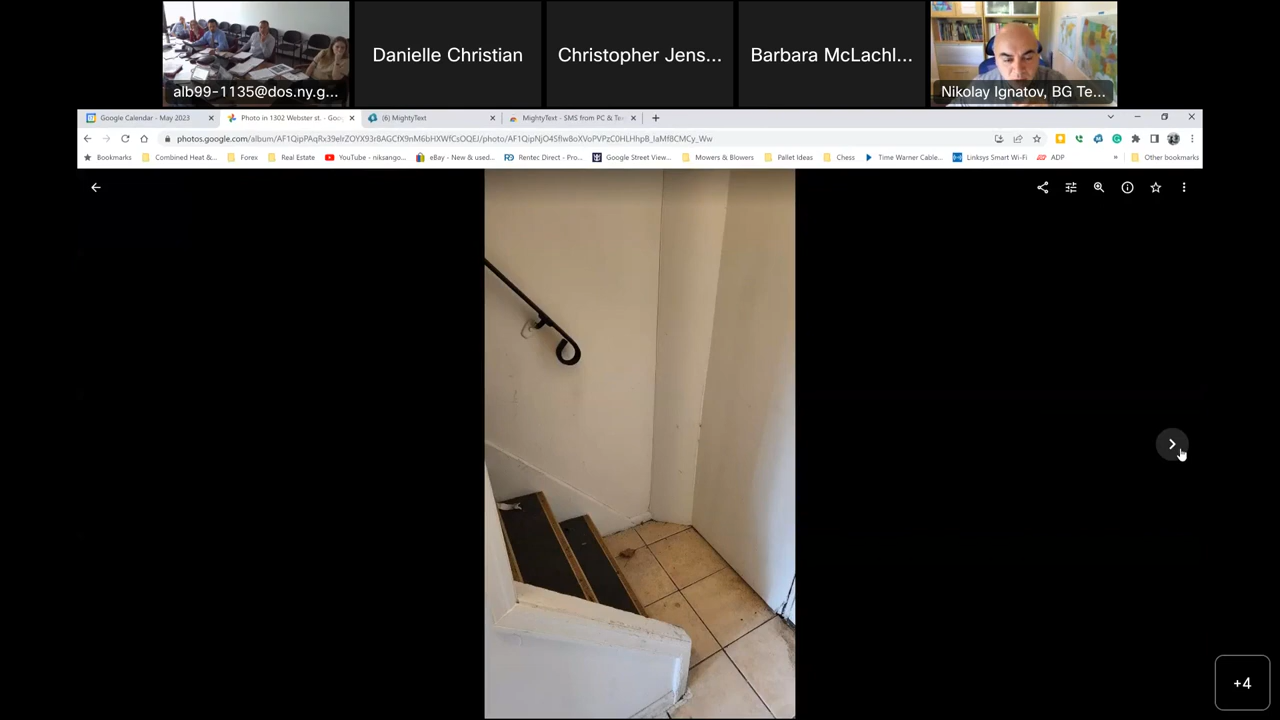 alb99-1135@dos.ny.g...
Danielle Christian
Christopher Jens...
Barbara McLachl...
Nikolay Ignatov, BG Te...
Google Calendar - May 2023
Photo in 1302 Webster st. - Goo
(6) MightyText
MightyText - SMS from PC & Te
Bookmarks
Combined Heat &...
Forex
Real Estate
YouTube - niksango...
eBay - New & used...
Rentec Direct - Pro...
Google Street View...
Mowers & Blowers
Pallet Ideas
Chess
Time Warner Cable...
Linksys Smart Wi-Fi
ADP
»
Other bookmarks
+4